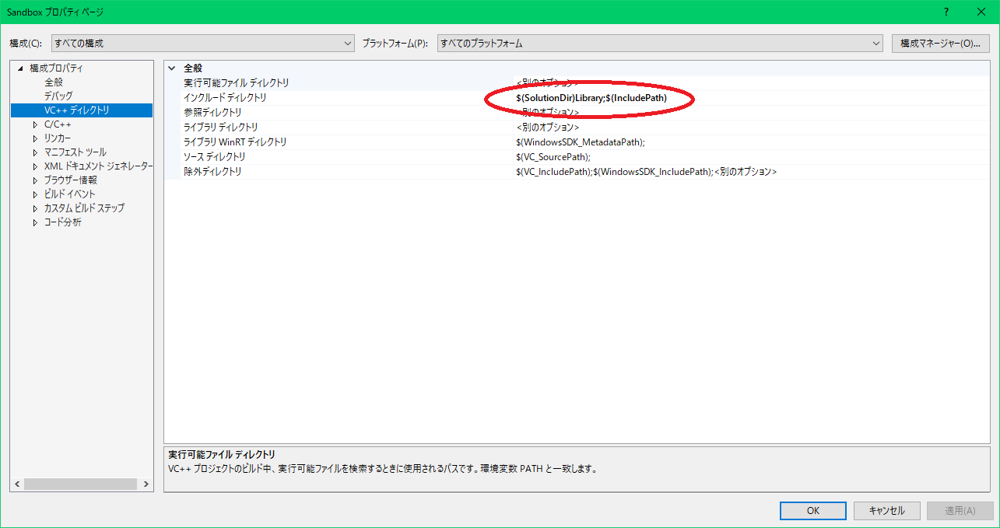 Sandbox プロパティ ページ
? ×
構成(C): すべての構成 プラットフォーム(P): すべてのプラットフォーム 構成マネージャー(O)...
構成プロパティ
全般
デバッグ
VC++ ディレクトリ
C/C++
リンカー
マニフェスト ツール
XML ドキュメント ジェネレーター
ブラウザー情報
ビルド イベント
カスタム ビルド ステップ
コード分析
全般
実行可能ファイル ディレクトリ <別のオプション>
インクルード ディレクトリ $(SolutionDir)Library;$(IncludePath)
参照ディレクトリ <別のオプション>
ライブラリ ディレクトリ <別のオプション>
ライブラリ WinRT ディレクトリ $(WindowsSDK_MetadataPath);
ソース ディレクトリ $(VC_SourcePath);
除外ディレクトリ $(VC_IncludePath);$(WindowsSDK_IncludePath);<別のオプション>
実行可能ファイル ディレクトリ
VC++ プロジェクトのビルド中、実行可能ファイルを検索するときに使用されるパスです。環境変数 PATH と一致します。
OK キャンセル 適用(A)